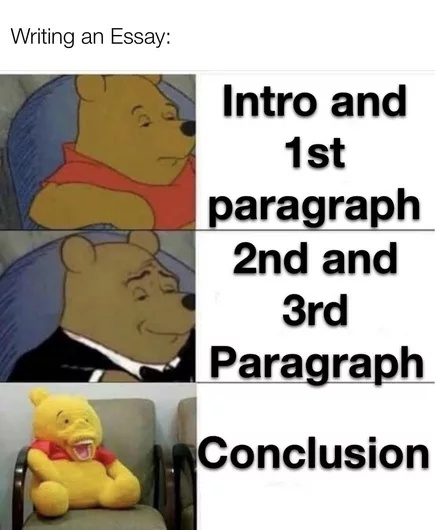 Writing an Essay:
Intro and
1st
paragraph
2nd and
3rd
Paragraph
Conclusion